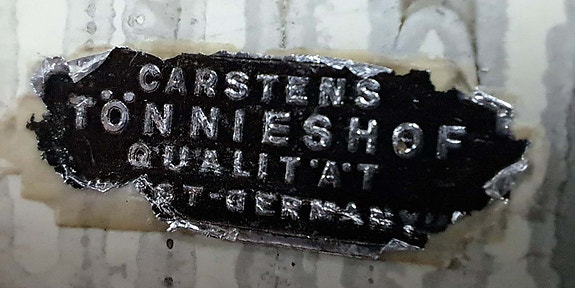 CARSTENS
TÖNNIESHOF
QUALITÄT
ST-GERMANY